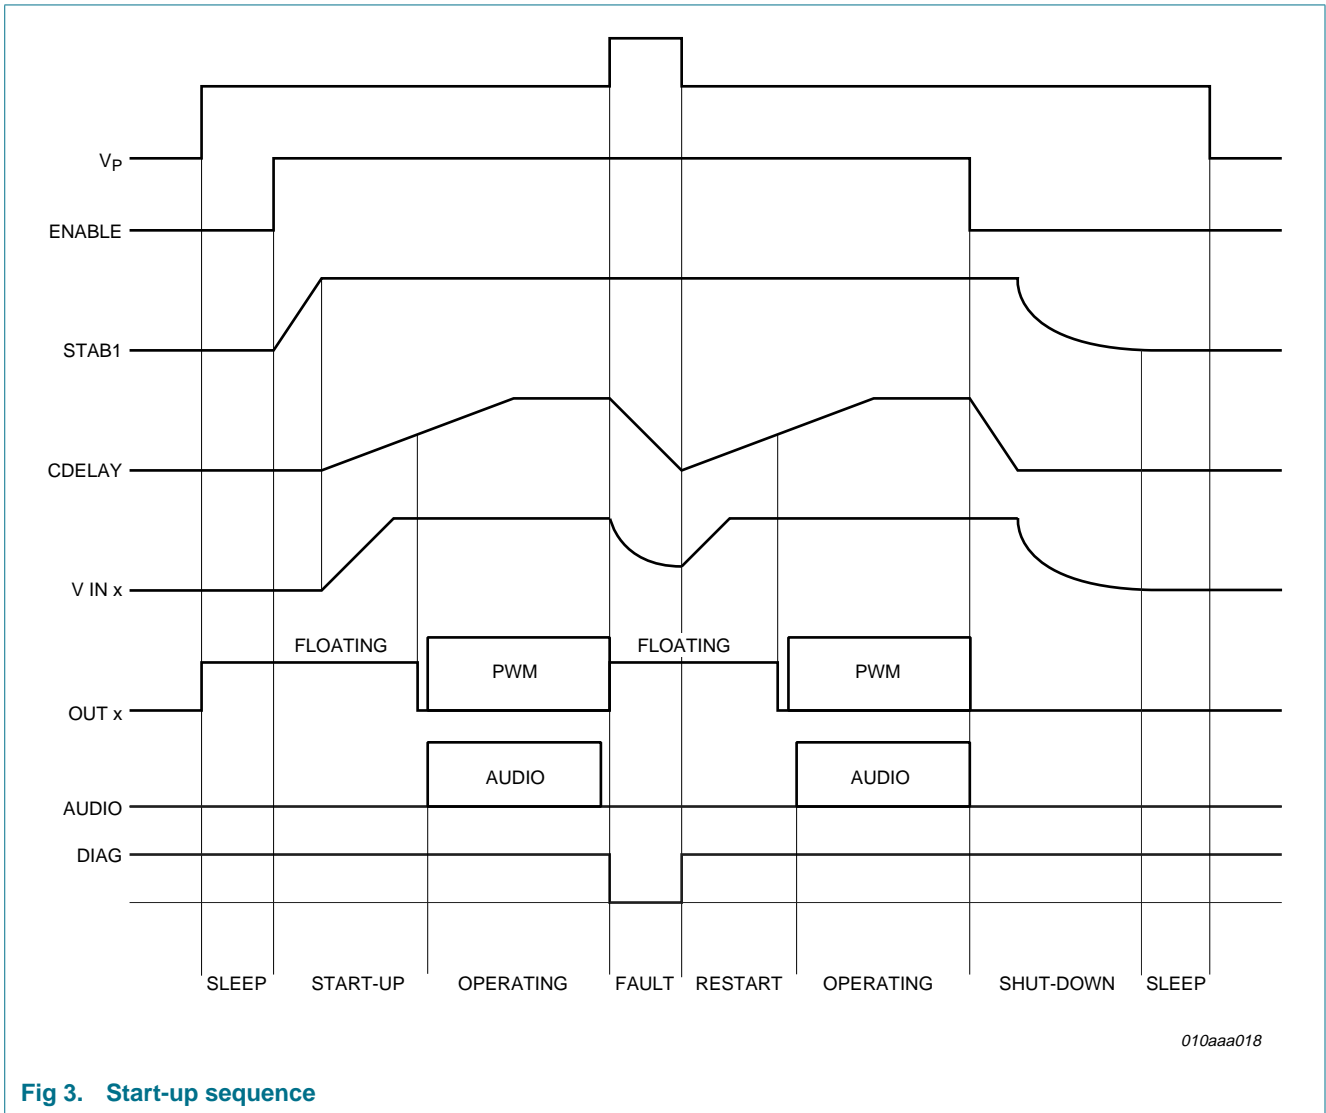 V_P
ENABLE
STAB1
CDELAY
V IN x
FLOATING FLOATING
PWM PWM
OUT x
AUDIO AUDIO
AUDIO
DIAG
SLEEP START-UP OPERATING FAULT RESTART OPERATING SHUT-DOWN SLEEP
010aaa018
Fig 3. Start-up sequence